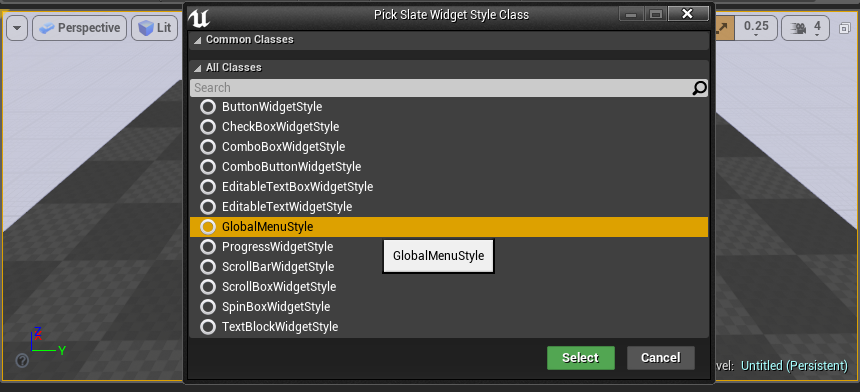 Pick Slate Widget Style Class
Perspective
Lit
0.25
4
Common Classes
All Classes
Search
ButtonWidgetStyle
CheckBoxWidgetStyle
ComboBoxWidgetStyle
ComboButtonWidgetStyle
EditableTextBoxWidgetStyle
EditableTextWidgetStyle
GlobalMenuStyle
ProgressWidgetStyle
GlobalMenuStyle
ScrollBarWidgetStyle
ScrollBoxWidgetStyle
SpinBoxWidgetStyle
TextBlockWidgetStyle
Z
Y
Select
Cancel
vel: Untitled (Persistent)